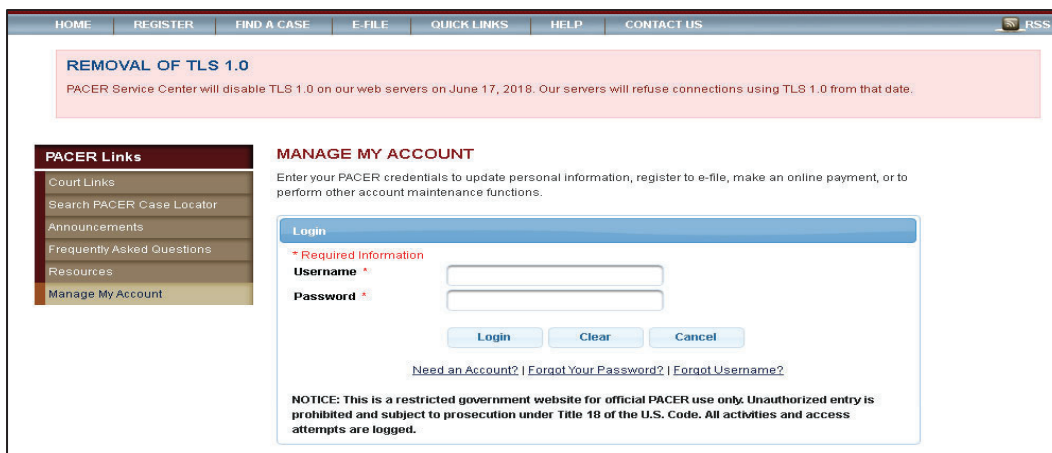 HOME REGISTER FIND A CASE E-FILE QUICK LINKS HELP CONTACT US RSS
REMOVAL OF TLS 1.0
PACER Service Center will disable TLS 1.0 on our web servers on June 17, 2018. Our servers will refuse connections using TLS 1.0 from that date.
PACER Links
Court Links
Search PACER Case Locator
Announcements
Frequently Asked Questions
Resources
Manage My Account
MANAGE MY ACCOUNT
Enter your PACER credentials to update personal information, register to e-file, make an online payment, or to
perform other account maintenance functions.
Login
* Required Information
Username *
Password *
Login Clear Cancel
Need an Account? | Forgot Your Password? | Forgot Username?
NOTICE: This is a restricted government website for official PACER use only. Unauthorized entry is
prohibited and subject to prosecution under Title 18 of the U.S. Code. All activities and access
attempts are logged.